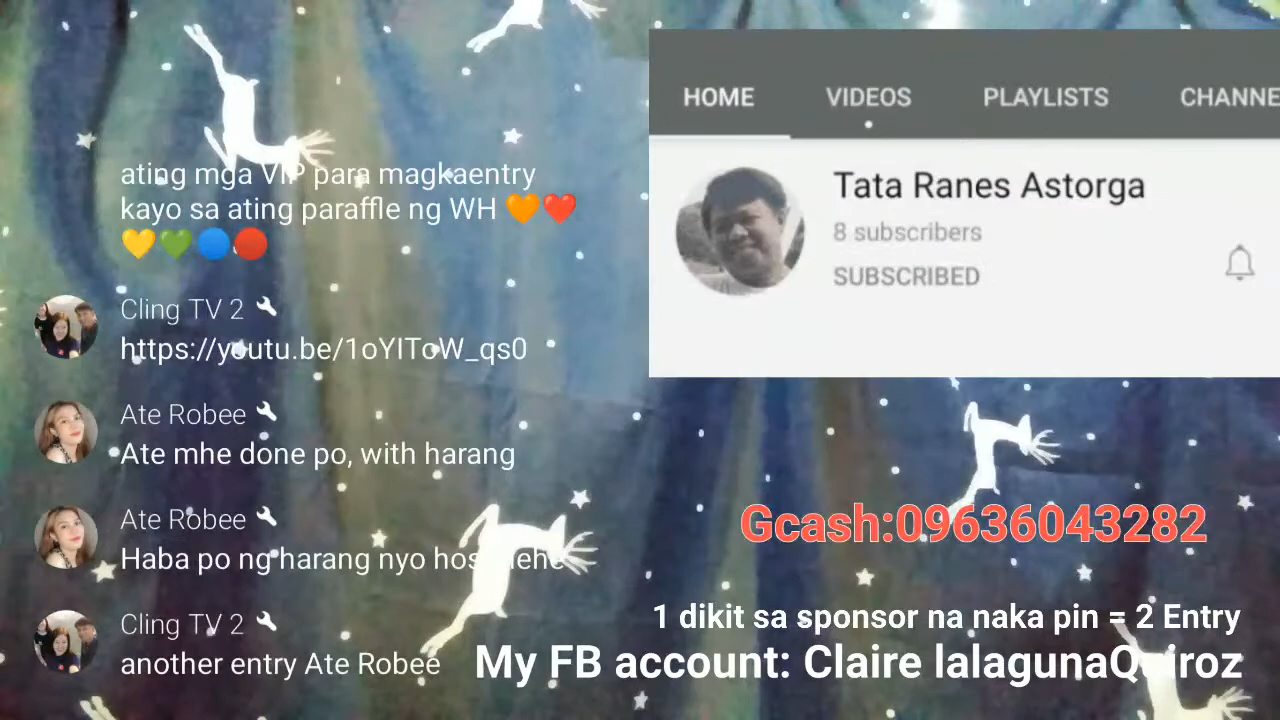 ating mga VIP para magkaentry
kayo sa ating paraffle ng WH 🧡❤️
💛💚🔵🔴
Cling TV 2
https://youtu.be/1oYIToW_qs0
Ate Robee
Ate mhe done po, with harang
Ate Robee
Haba po ng harang nyo
Cling TV 2
another entry Ate Robee
HOME VIDEOS PLAYLISTS CHANNE
Tata Ranes Astorga
8 subscribers
SUBSCRIBED
Gcash:09636043282
1 dikit sa sponsor na naka pin = 2 Entry
My FB account: Claire lalagunaQuiroz